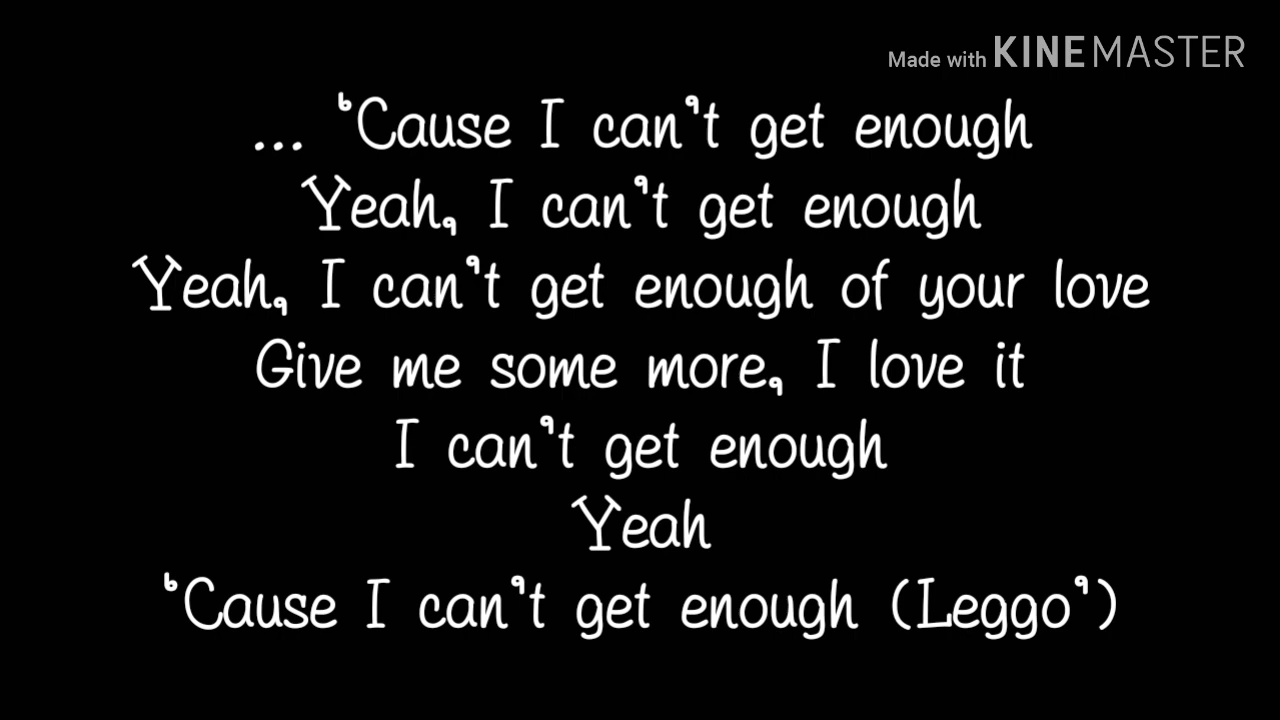 Made with KINEMASTER
... 'Cause I can't get enough
Yeah, I can't get enough
Yeah, I can't get enough of your love
Give me some more, I love it
I can't get enough
Yeah
'Cause I can't get enough (Leggo')